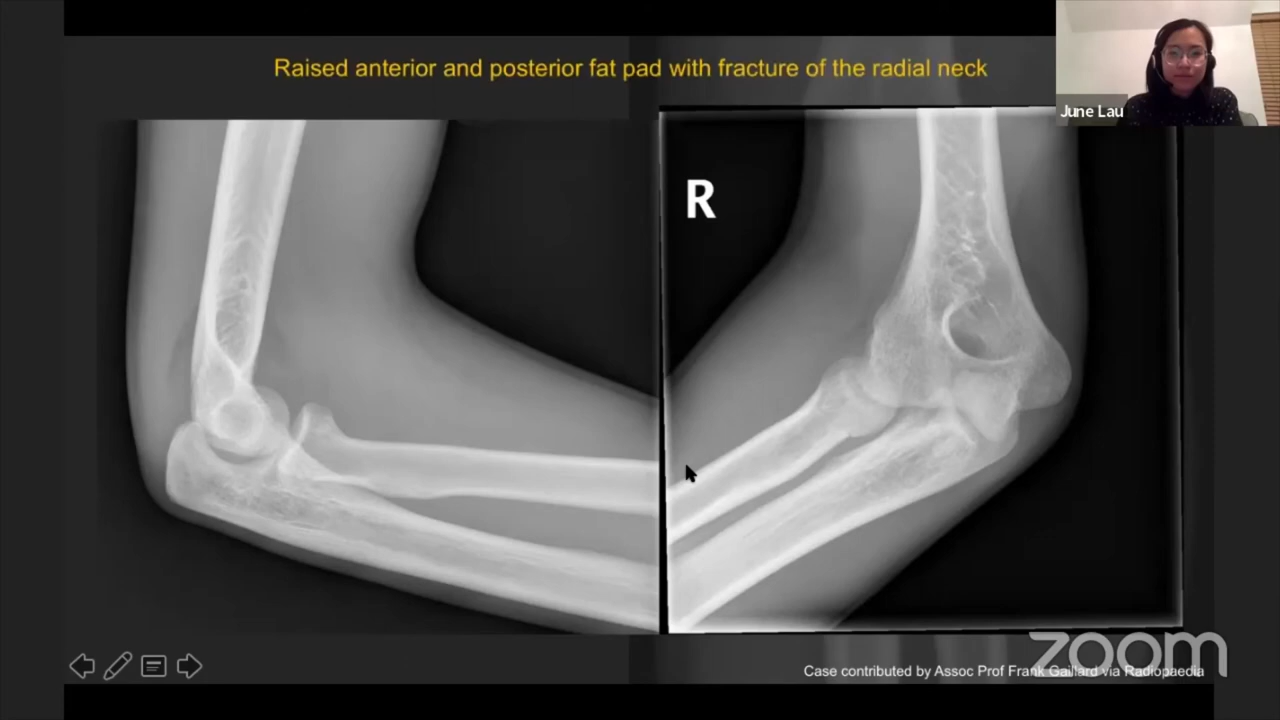 Raised anterior and posterior fat pad with fracture of the radial neck
June Lau
R
zoom
Case contributed by Assoc Prof Frank Gaillard via Radiopaedia